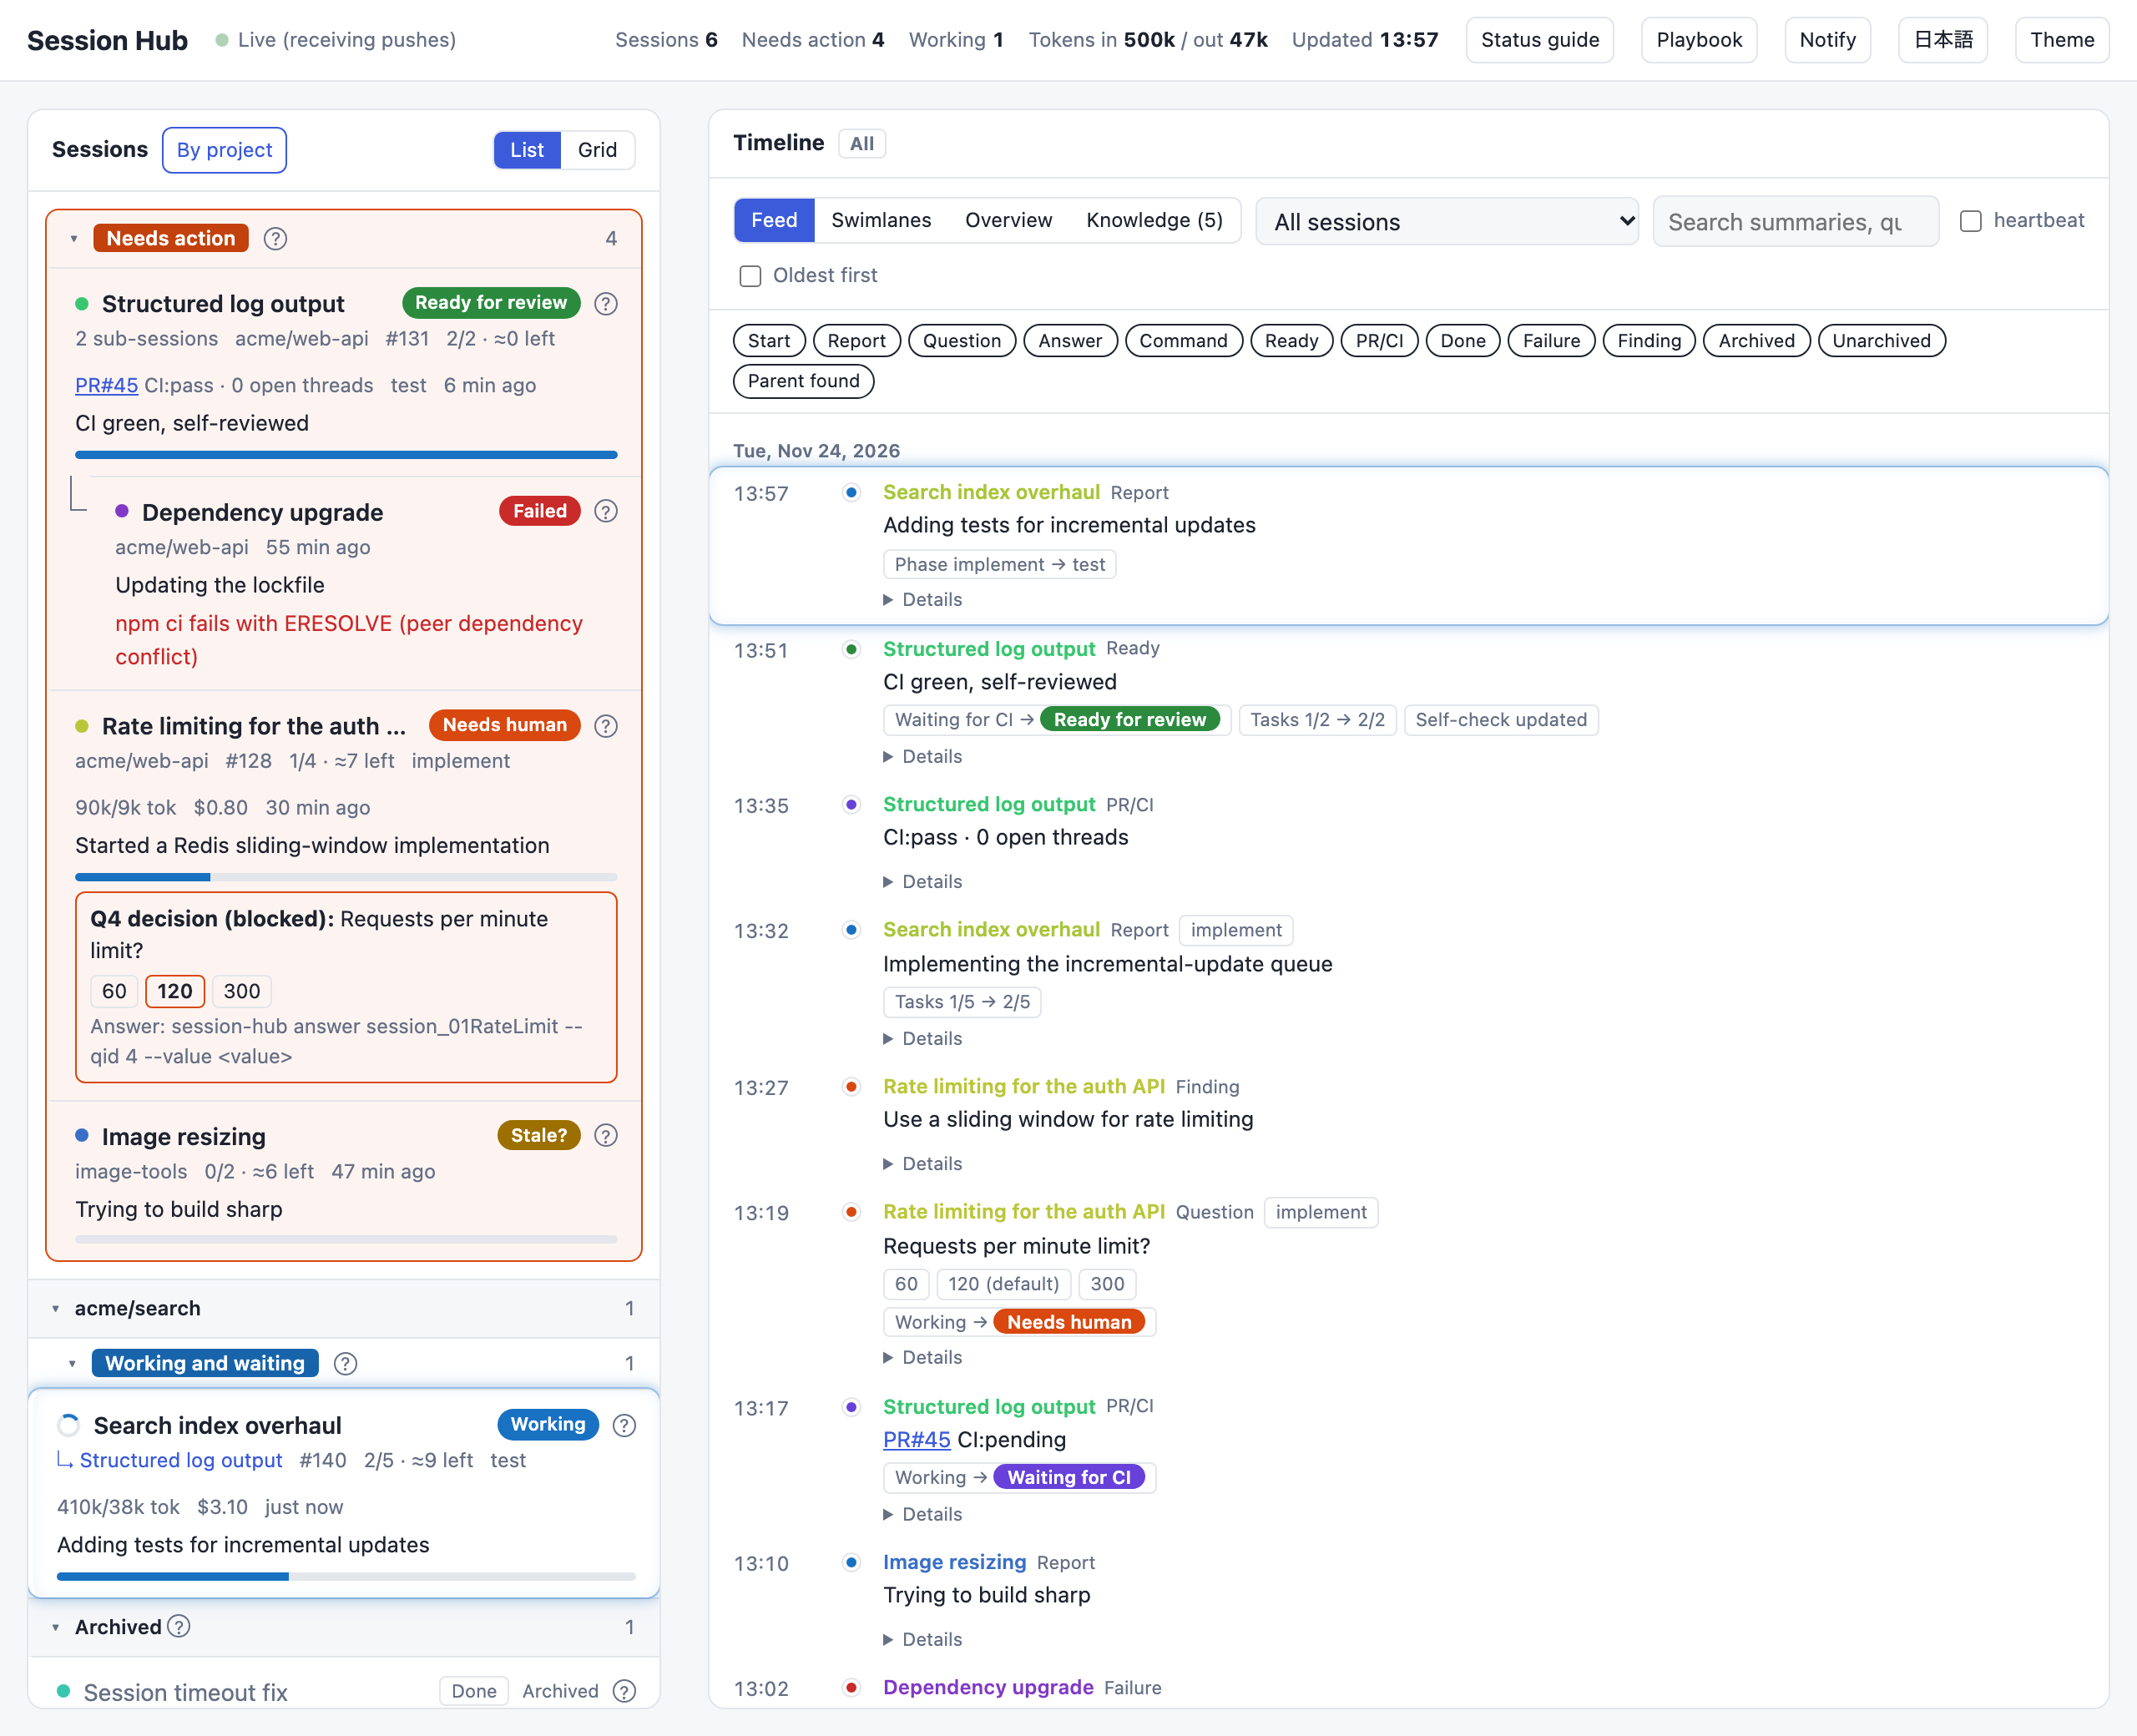 Session Hub
Live (receiving pushes)
Sessions 6
Needs action 4
Working 1
Tokens in 500k / out 47k
Updated 13:57
Status guide
Playbook
Notify
日本語
Theme
Sessions
By project
List
Grid
▾ Needs action ? 4
Structured log output Ready for review ?
2 sub-sessions acme/web-api #131 2/2 · ≈0 left
PR#45 CI:pass · 0 open threads test 6 min ago
CI green, self-reviewed
Dependency upgrade Failed ?
acme/web-api 55 min ago
Updating the lockfile
npm ci fails with ERESOLVE (peer dependency
conflict)
Rate limiting for the auth ... Needs human ?
acme/web-api #128 1/4 · ≈7 left implement
90k/9k tok $0.80 30 min ago
Started a Redis sliding-window implementation
Q4 decision (blocked): Requests per minute
limit?
60 120 300
Answer: session-hub answer session_01RateLimit --
qid 4 --value <value>
Image resizing Stale? ?
image-tools 0/2 · ≈6 left 47 min ago
Trying to build sharp
▾ acme/search 1
▾ Working and waiting ? 1
Search index overhaul Working ?
Structured log output #140 2/5 · ≈9 left test
410k/38k tok $3.10 just now
Adding tests for incremental updates
▾ Archived ? 1
Session timeout fix Done Archived ?
Timeline All
Feed Swimlanes Overview Knowledge (5) All sessions Search summaries, qu heartbeat
Oldest first
Start Report Question Answer Command Ready PR/CI Done Failure Finding Archived Unarchived
Parent found
Tue, Nov 24, 2026
13:57 Search index overhaul Report
Adding tests for incremental updates
Phase implement → test
▶ Details
13:51 Structured log output Ready
CI green, self-reviewed
Waiting for CI → Ready for review Tasks 1/2 → 2/2 Self-check updated
▶ Details
13:35 Structured log output PR/CI
CI:pass · 0 open threads
▶ Details
13:32 Search index overhaul Report implement
Implementing the incremental-update queue
Tasks 1/5 → 2/5
▶ Details
13:27 Rate limiting for the auth API Finding
Use a sliding window for rate limiting
▶ Details
13:19 Rate limiting for the auth API Question implement
Requests per minute limit?
60 120 (default) 300
Working → Needs human
▶ Details
13:17 Structured log output PR/CI
PR#45 CI:pending
Working → Waiting for CI
▶ Details
13:10 Image resizing Report
Trying to build sharp
▶ Details
13:02 Dependency upgrade Failure